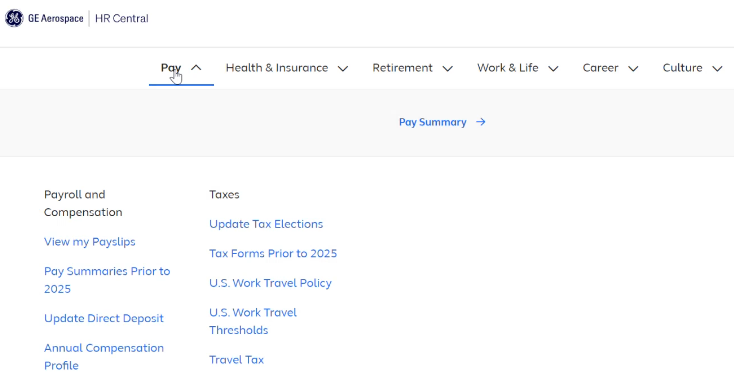 GE Aerospace | HR Central
Pay Health & Insurance Retirement Work & Life Career Culture
Pay Summary →
Payroll and
Compensation
View my Payslips
Pay Summaries Prior to
2025
Update Direct Deposit
Annual Compensation
Profile
Taxes
Update Tax Elections
Tax Forms Prior to 2025
U.S. Work Travel Policy
U.S. Work Travel
Thresholds
Travel Tax